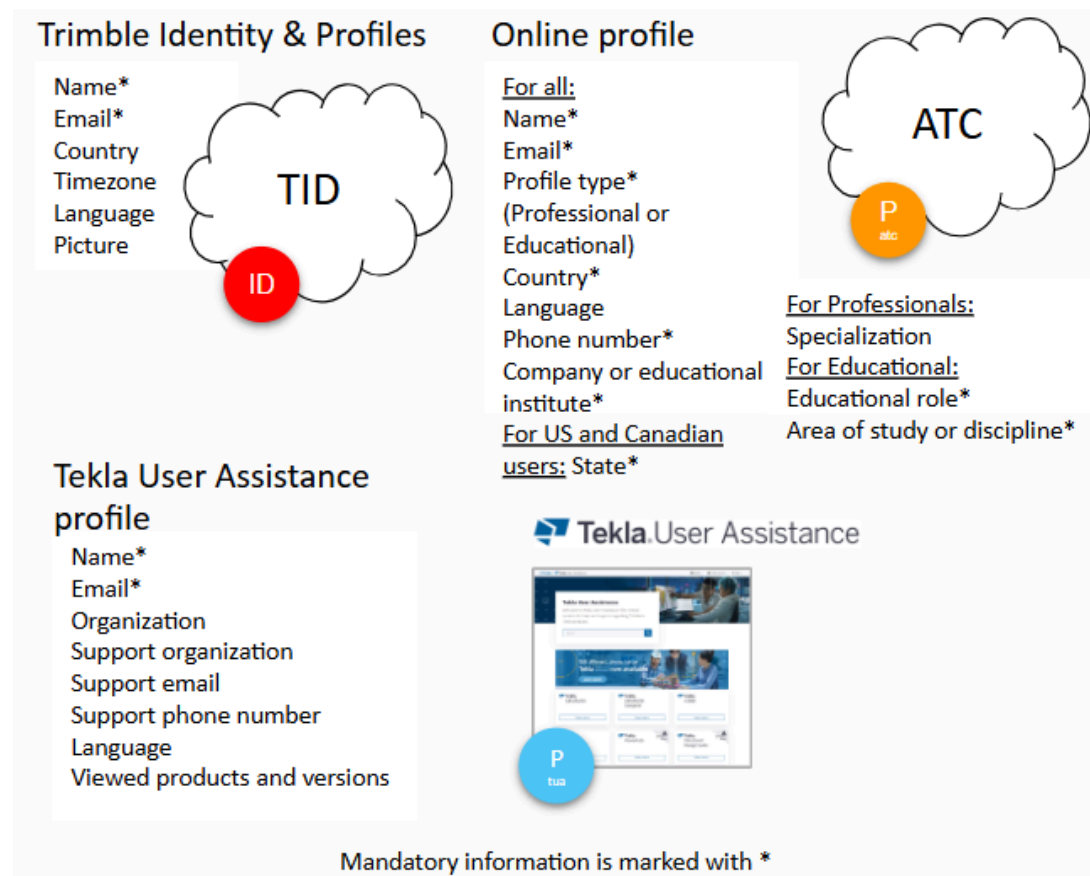 Trimble Identity & Profiles
Name*
Email*
Country
Timezone
Language
Picture
TID
ID
Online profile
For all:
Name*
Email*
Profile type*
(Professional or
Educational)
Country*
Language
Phone number*
Company or educational
institute*
For US and Canadian
users: State*
ATC
P
atc
For Professionals:
Specialization
For Educational:
Educational role*
Area of study or discipline*
Tekla User Assistance
profile
Name*
Email*
Organization
Support organization
Support email
Support phone number
Language
Viewed products and versions
Tekla.User Assistance
Tekla User Assistance
P
tua
Mandatory information is marked with *